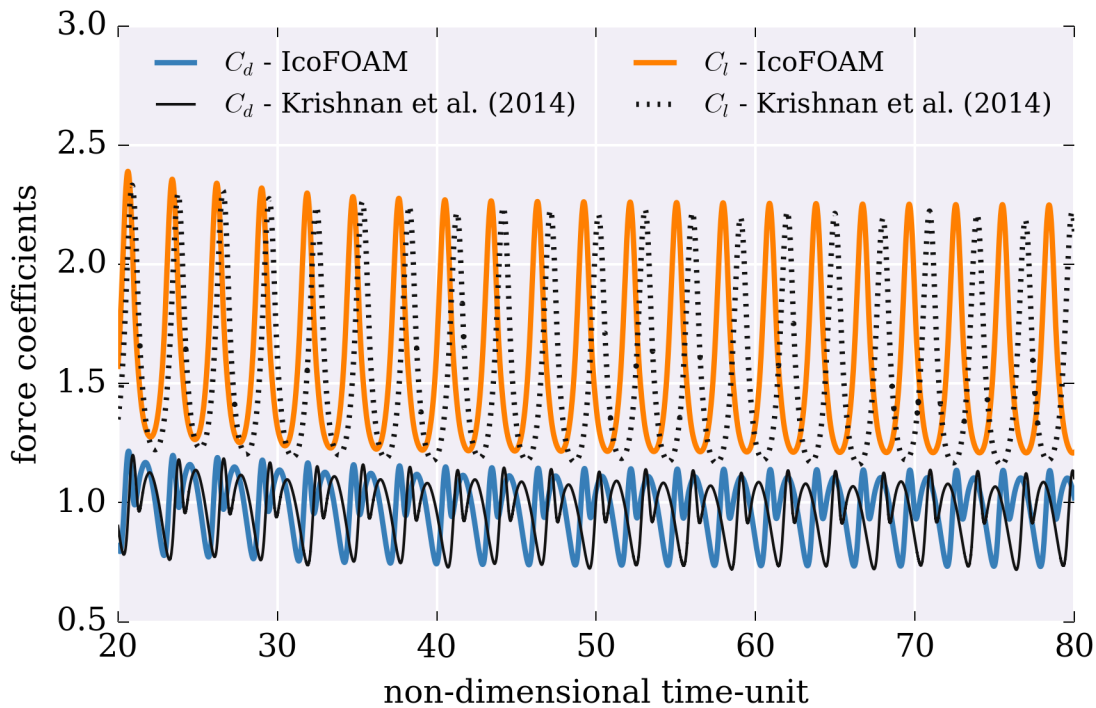 3.0
2.5
2.0
1.5
1.0
0.5
force coefficients
C_d - IcoFOAM
C_d - Krishnan et al. (2014)
C_l - IcoFOAM
C_l - Krishnan et al. (2014)
20 30 40 50 60 70 80
non-dimensional time-unit